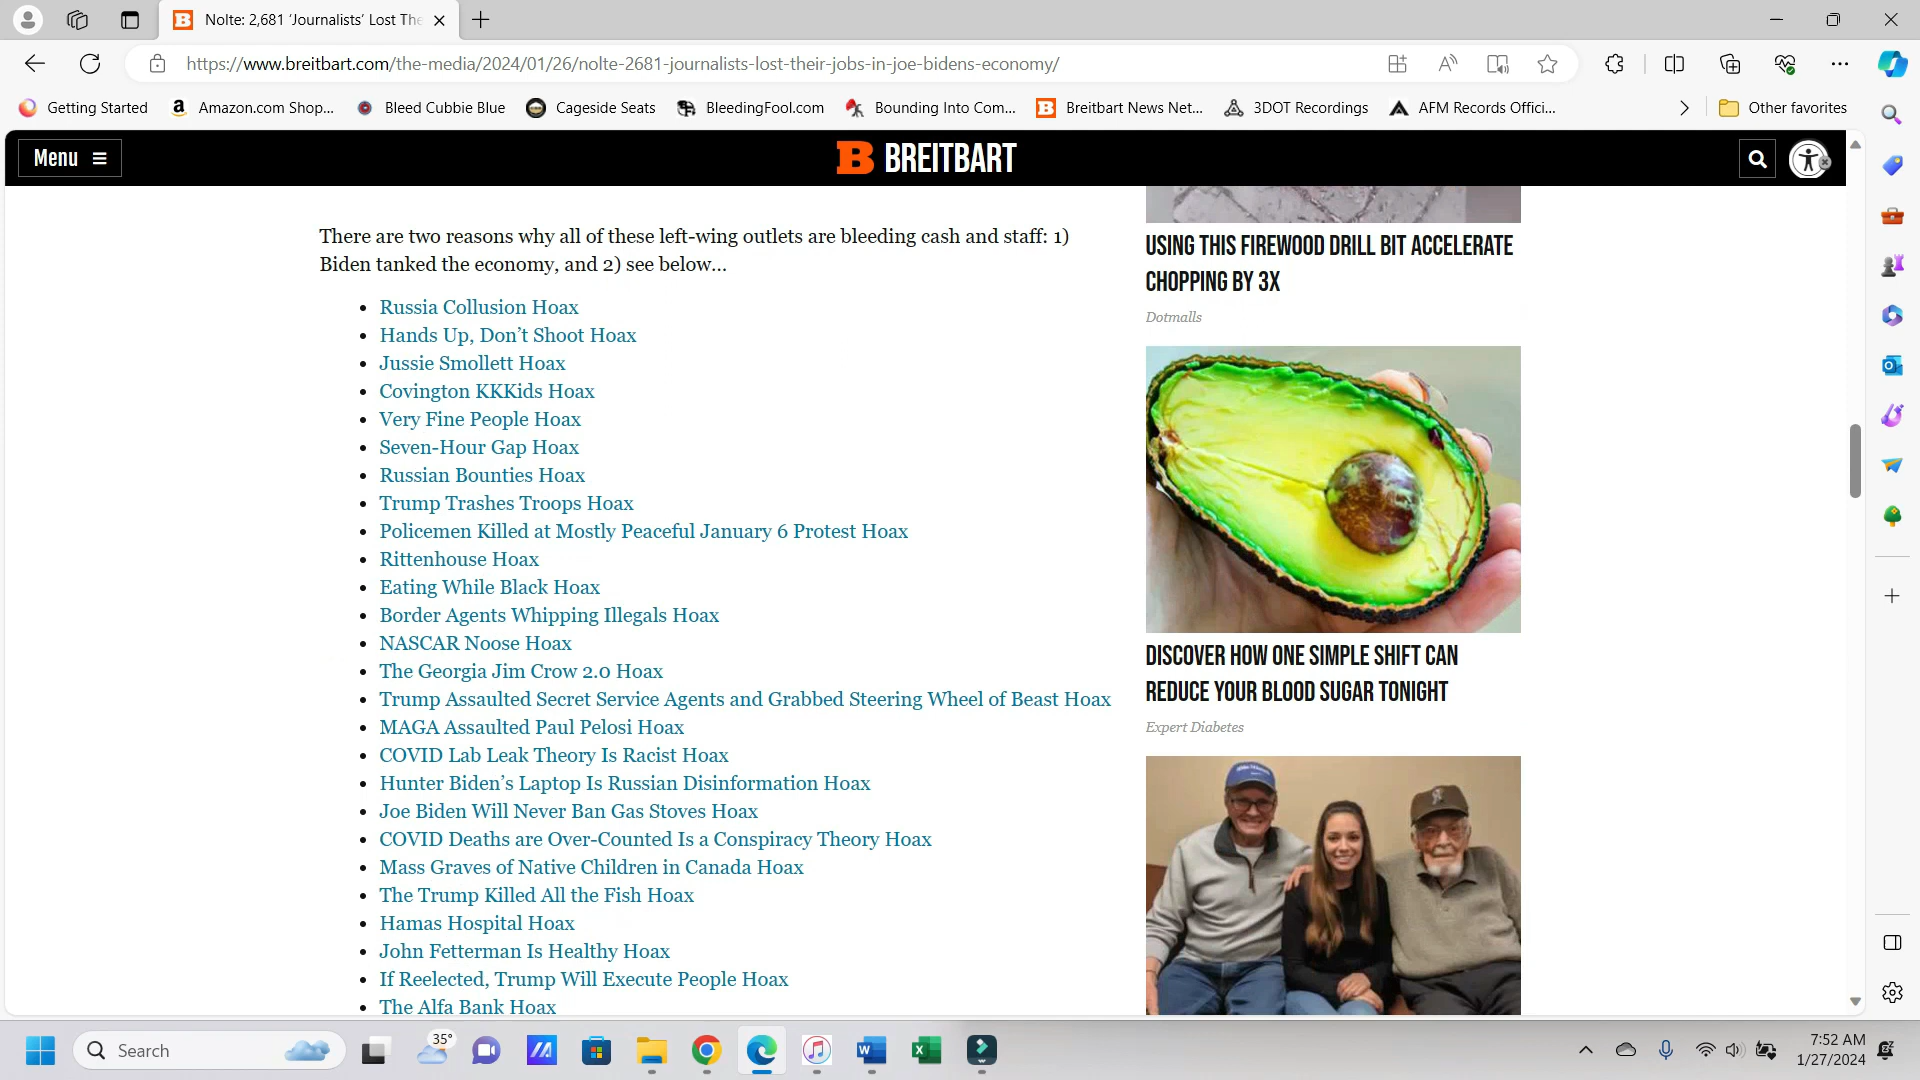 Nolte: 2,681 ‘Journalists’ Lost The
https://www.breitbart.com/the-media/2024/01/26/nolte-2681-journalists-lost-their-jobs-in-joe-bidens-economy/
Getting Started
Amazon.com Shop...
Bleed Cubbie Blue
Cageside Seats
BleedingFool.com
Bounding Into Com...
Breitbart News Net...
3DOT Recordings
AFM Records Offici...
Other favorites
Menu
B BREITBART
There are two reasons why all of these left-wing outlets are bleeding cash and staff: 1)
Biden tanked the economy, and 2) see below…
• Russia Collusion Hoax
• Hands Up, Don’t Shoot Hoax
• Jussie Smollett Hoax
• Covington KKKids Hoax
• Very Fine People Hoax
• Seven-Hour Gap Hoax
• Russian Bounties Hoax
• Trump Trashes Troops Hoax
• Policemen Killed at Mostly Peaceful January 6 Protest Hoax
• Rittenhouse Hoax
• Eating While Black Hoax
• Border Agents Whipping Illegals Hoax
• NASCAR Noose Hoax
• The Georgia Jim Crow 2.0 Hoax
• Trump Assaulted Secret Service Agents and Grabbed Steering Wheel of Beast Hoax
• MAGA Assaulted Paul Pelosi Hoax
• COVID Lab Leak Theory Is Racist Hoax
• Hunter Biden’s Laptop Is Russian Disinformation Hoax
• Joe Biden Will Never Ban Gas Stoves Hoax
• COVID Deaths are Over-Counted Is a Conspiracy Theory Hoax
• Mass Graves of Native Children in Canada Hoax
• The Trump Killed All the Fish Hoax
• Hamas Hospital Hoax
• John Fetterman Is Healthy Hoax
• If Reelected, Trump Will Execute People Hoax
• The Alfa Bank Hoax
USING THIS FIREWOOD DRILL BIT ACCELERATE
CHOPPING BY 3X
Dotmalls
DISCOVER HOW ONE SIMPLE SHIFT CAN
REDUCE YOUR BLOOD SUGAR TONIGHT
Expert Diabetes
Search
35°
7:52 AM
1/27/2024